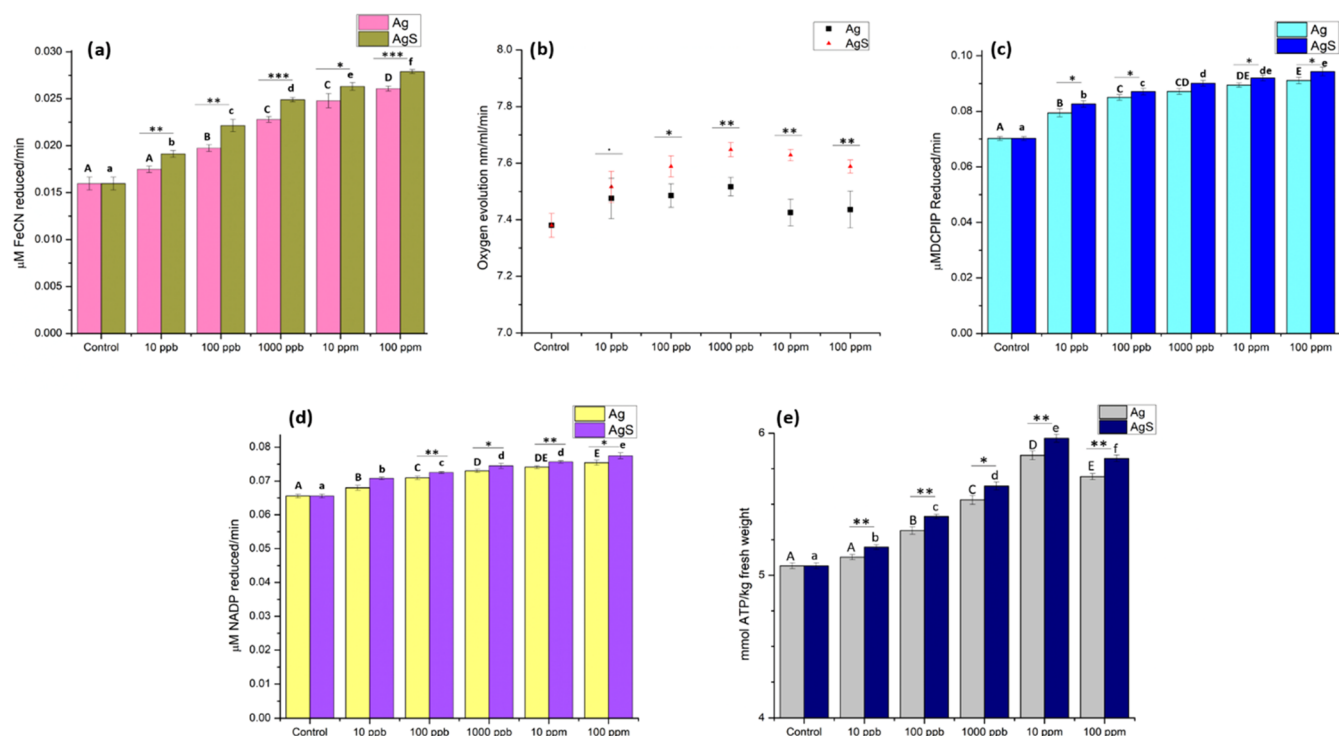 (a)
Ag
AgS
0.030
0.025
0.020
0.015
0.010
0.005
0.000
μM FeCN reduced/min
A a
** A b
** B c
*** C d
* C e
*** D f
Control 10 ppb 100 ppb 1000 ppb 10 ppm 100 ppm
(b)
Ag
AgS
8.0
7.8
7.6
7.4
7.2
7.0
Oxygen evolution nm/ml/min
. * ** ** **
Control 10 ppb 100 ppb 1000 ppb 10 ppm 100 ppm
(c)
Ag
AgS
0.10
0.08
0.06
0.04
0.02
0.00
μMDCPIP Reduced/min
A a
* B b
* C c
CD d
* DE de
* E e
Control 10 ppb 100 ppb 1000 ppb 10 ppm 100 ppm
(d)
Ag
AgS
0.08
0.07
0.06
0.05
0.04
0.03
0.02
0.01
0.00
μM NADP reduced/min
A a
B b
** C c
* D d
** DE d
* E e
Control 10 ppb 100 ppb 1000 ppb 10 ppm 100 ppm
(e)
Ag
AgS
6
5
4
mmol ATP/kg fresh weight
A a
** A b
** B c
* C d
** D e
** E f
Control 10 ppb 100 ppb 1000 ppb 10 ppm 100 ppm